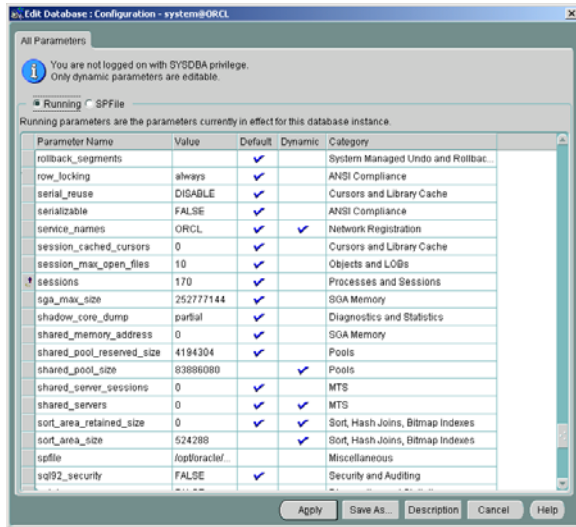 Edit Database : Configuration - system@ORCL
All Parameters
You are not logged on with SYSDBA privilege.
Only dynamic parameters are editable.
Running SPFile
Running parameters are the parameters currently in effect for this database instance.
Parameter Name Value Default Dynamic Category
rollback_segments System Managed Undo and Rollbac...
row_locking always ANSI Compliance
serial_reuse DISABLE Cursors and Library Cache
serializable FALSE ANSI Compliance
service_names ORCL Network Registration
session_cached_cursors 0 Cursors and Library Cache
session_max_open_files 10 Objects and LOBs
sessions 170 Processes and Sessions
sga_max_size 252777144 SGA Memory
shadow_core_dump partial Diagnostics and Statistics
shared_memory_address 0 SGA Memory
shared_pool_reserved_size 4194304 Pools
shared_pool_size 83886080 Pools
shared_server_sessions 0 MTS
shared_servers 0 MTS
sort_area_retained_size 0 Sort, Hash Joins, Bitmap Indexes
sort_area_size 524288 Sort, Hash Joins, Bitmap Indexes
spfile /opt/oracle/... Miscellaneous
sql92_security FALSE Security and Auditing
Apply Save As... Description Cancel Help